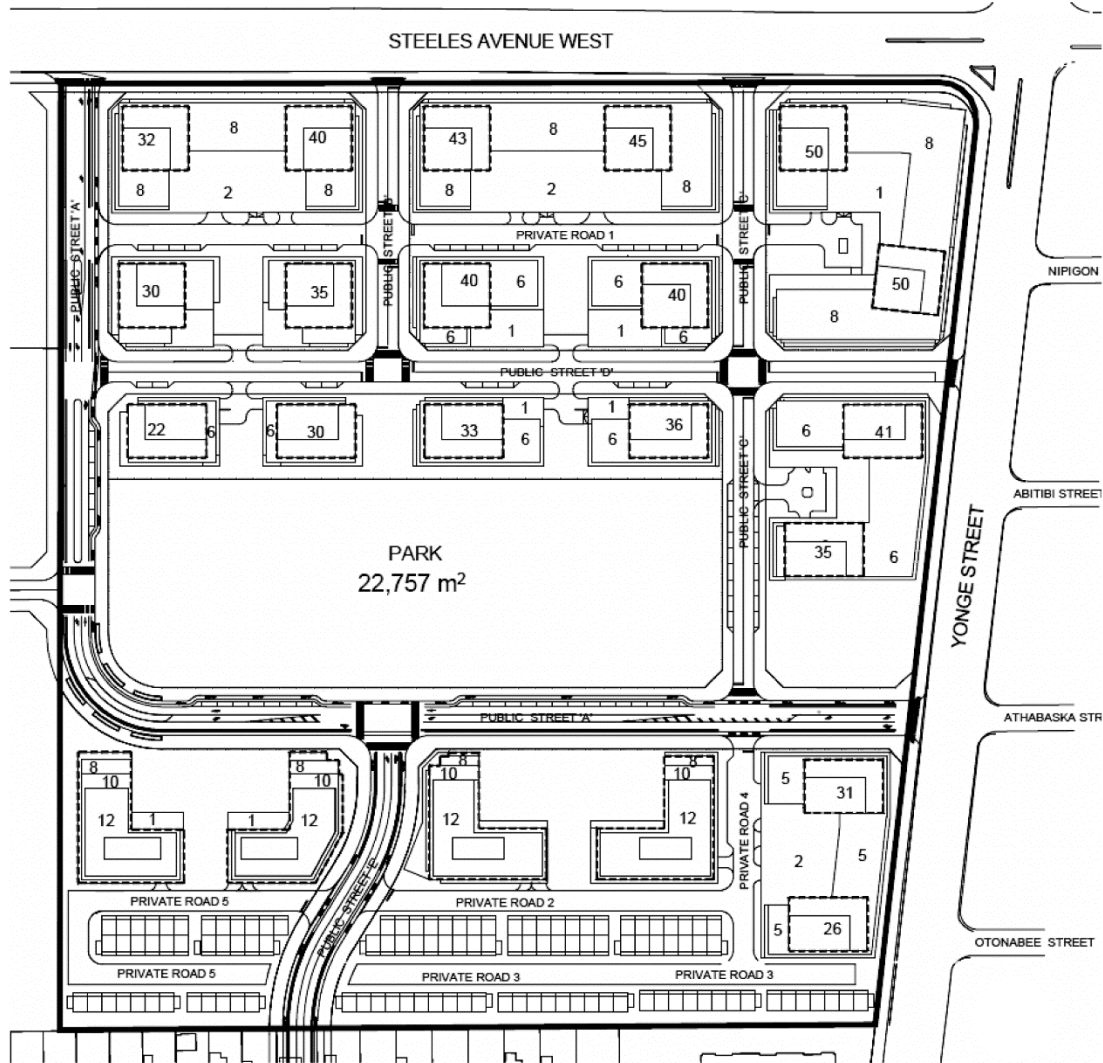 STEELES AVENUE WEST
32
8
40
43
8
45
50
8
8
2
8
8
2
8
1
PUBLIC STREET 'A'
PUBLIC STREET 'B'
PUBLIC STREET 'C'
PRIVATE ROAD 1
30
35
40
6
6
40
50
NIPIGON
6
1
1
6
8
PUBLIC STREET 'D'
22
6
6
30
33
1
6
1
6
36
6
41
PUBLIC STREET 'C'
ABITIBI STREET
PARK
22,757 m²
35
6
YONGE STREET
PUBLIC STREET 'A'
ATHABASKA STR
8
10
12
1
8
10
1
12
8
10
12
8
10
12
PRIVATE ROAD 4
5
31
2
5
5
26
PUBLIC STREET 'E'
PRIVATE ROAD 5
PRIVATE ROAD 2
OTONABEE STREET
PRIVATE ROAD 5
PRIVATE ROAD 3
PRIVATE ROAD 3